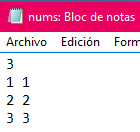 nums: Bloc de notas
Archivo Edición Form
3
1 1
2 2
3 3